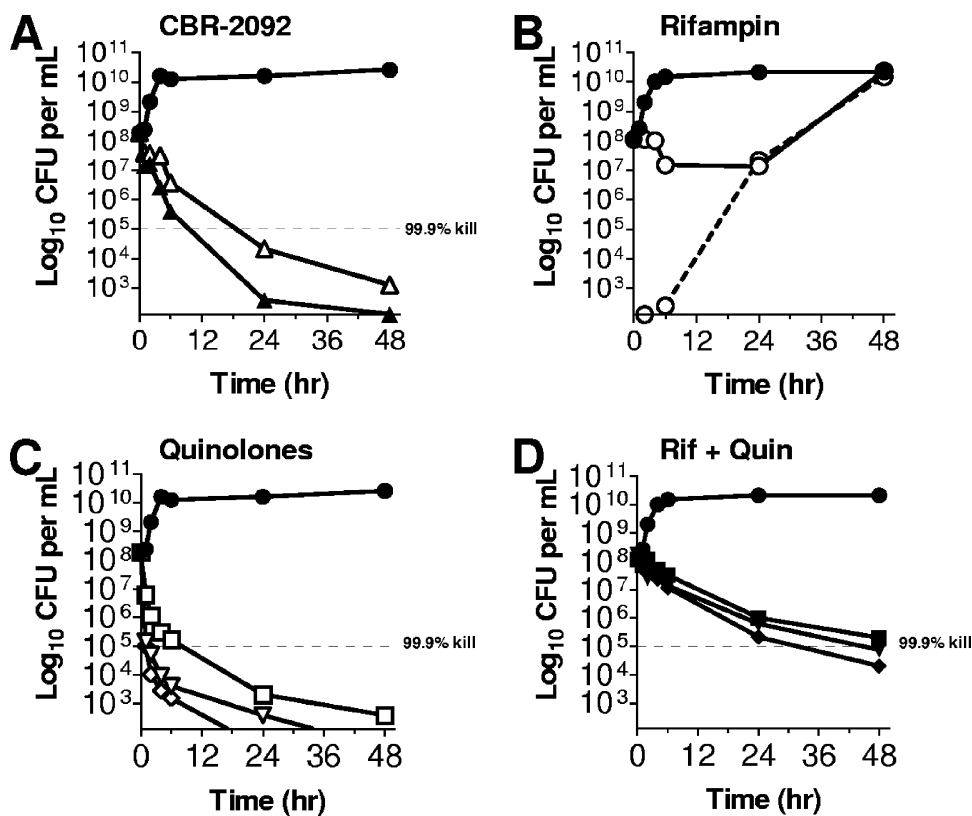 A CBR-2092
Log10 CFU per mL
10^11
10^10
10^9
10^8
10^7
10^6
10^5
10^4
10^3
99.9% kill
0 12 24 36 48
Time (hr)
B Rifampin
Log10 CFU per mL
10^11
10^10
10^9
10^8
10^7
10^6
10^5
10^4
10^3
0 12 24 36 48
Time (hr)
C Quinolones
Log10 CFU per mL
10^11
10^10
10^9
10^8
10^7
10^6
10^5
10^4
10^3
99.9% kill
0 12 24 36 48
Time (hr)
D Rif + Quin
Log10 CFU per mL
10^11
10^10
10^9
10^8
10^7
10^6
10^5
10^4
10^3
99.9% kill
0 12 24 36 48
Time (hr)